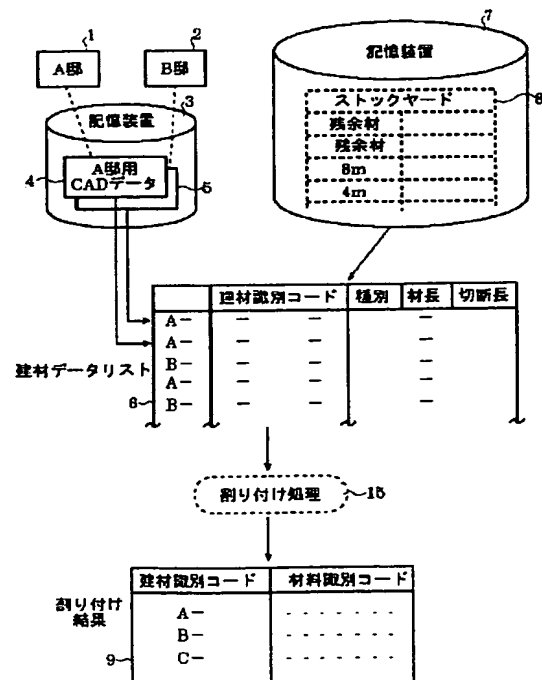 1
2
7
A邸
B邸
3
記憶装置
記憶装置
ストックヤード
8
残余材
残余材
8m
4m
4
A邸用
CADデータ
5
建材識別コード 種別 材長 切断長
A－ － － －
A－ － － －
B－ － － －
A－ － － －
B－ － － －
建材データリスト
6
割り付け処理
15
建材識別コード 材料識別コード
割り付け
結果
A－ - - - - - - -
B－ - - - - - - -
C－ - - - - - - -
9